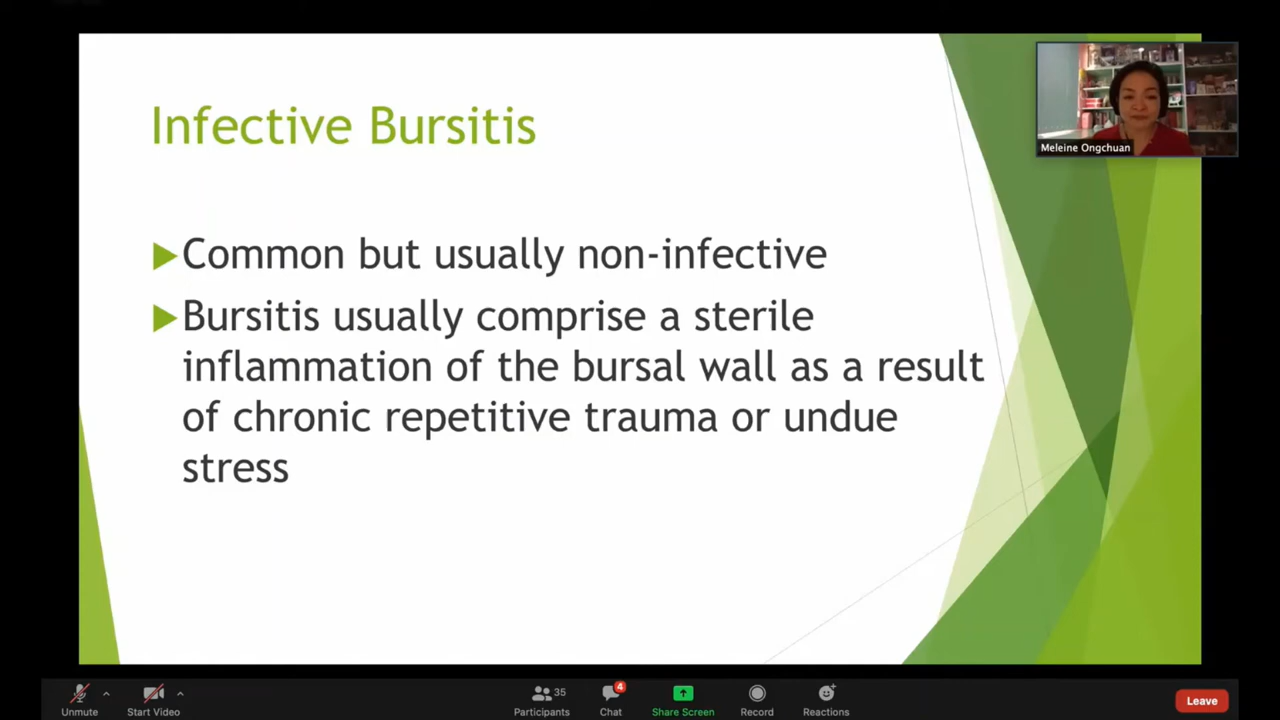 Infective Bursitis
Meleine Ongchuan
Common but usually non-infective
Bursitis usually comprise a sterile
inflammation of the bursal wall as a result
of chronic repetitive trauma or undue
stress
Unmute
Start Video
35
Participants
4
Chat
Share Screen
Record
Reactions
Leave